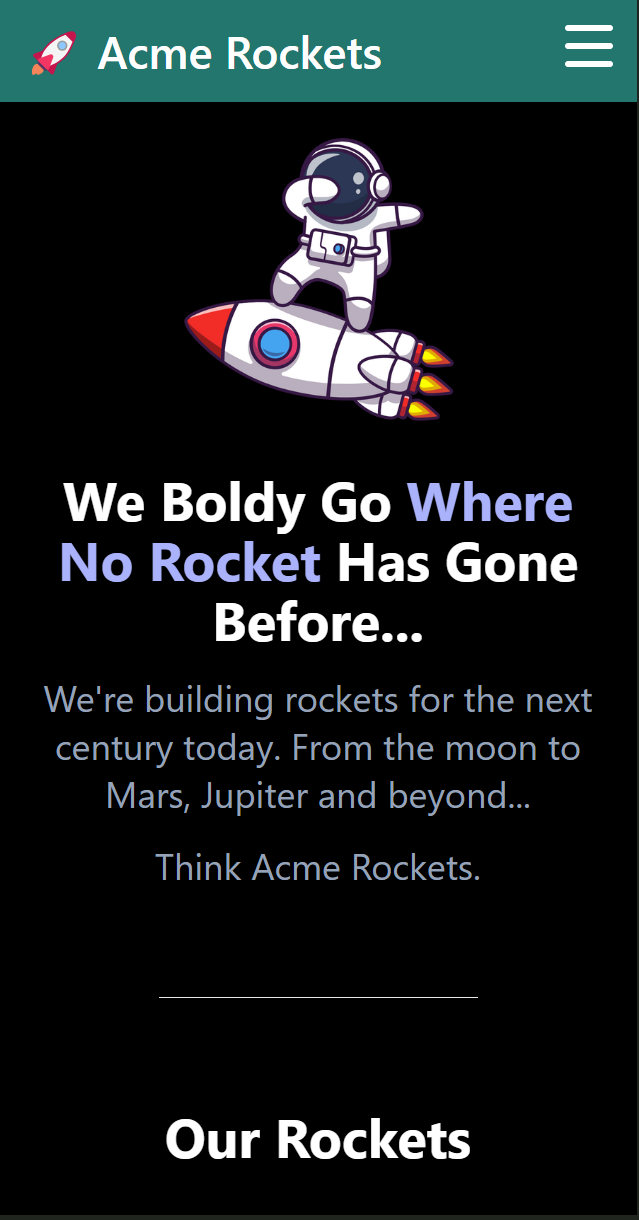 Acme Rockets
We Boldy Go Where
No Rocket Has Gone
Before...
We're building rockets for the next
century today. From the moon to
Mars, Jupiter and beyond...
Think Acme Rockets.
Our Rockets